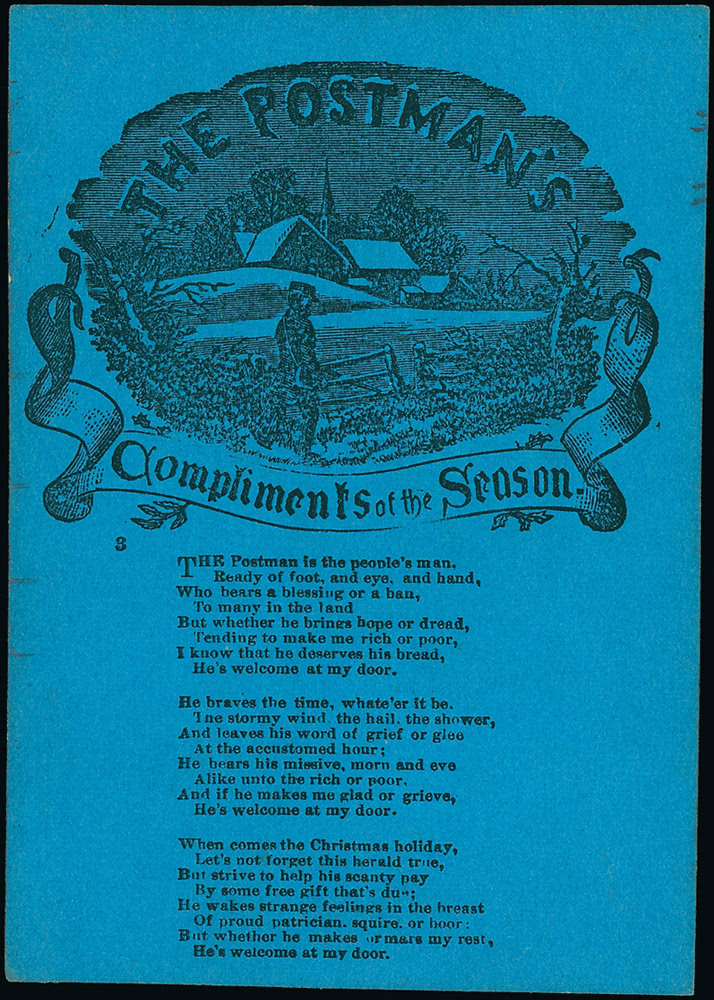 THE POSTMAN'S
Compliments of the Season.
3
THE Postman is the people's man,
Ready of foot, and eye, and hand,
Who bears a blessing or a ban,
To many in the land
But whether he brings hope or dread,
Tending to make me rich or poor,
I know that he deserves his bread,
He's welcome at my door.
He braves the time, whate'er it be.
The stormy wind. the hail. the shower,
And leaves his word of grief or glee
At the accustomed hour;
He bears his missive, morn and eve
Alike unto the rich or poor.
And if he makes me glad or grieve,
He's welcome at my door.
When comes the Christmas holiday,
Let's not forget this herald true,
But strive to help his scanty pay
By some free gift that's due;
He wakes strange feelings in the breast
Of proud patrician. squire. or boor:
But whether he makes or mars my rest,
He's welcome at my door.